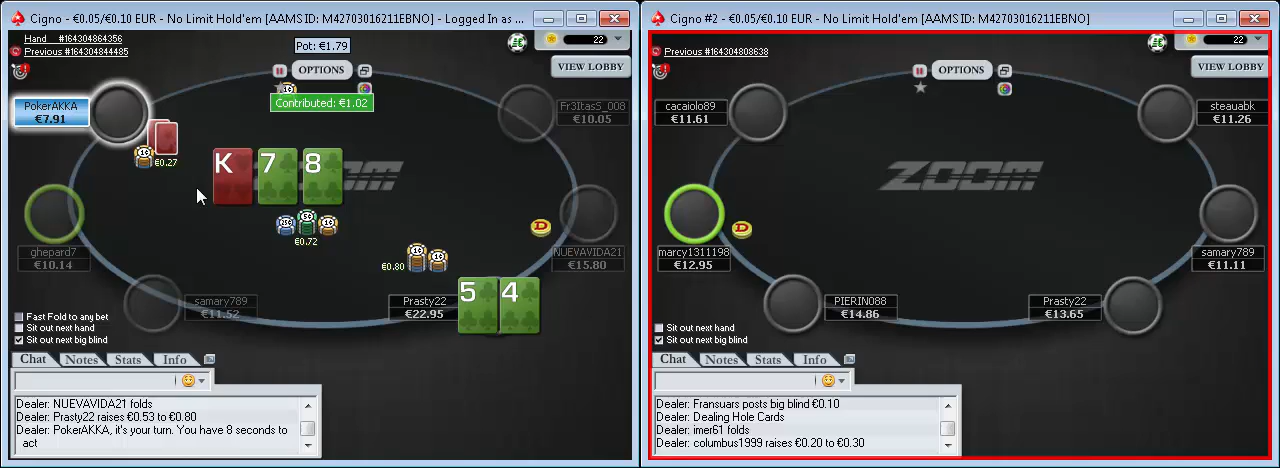 Cigno - €0.05/€0.10 EUR - No Limit Hold'em [AAMS ID: M42703016211EBNO] - Logged In as ...
Hand #164304864356
Previous #164304844485
Pot: €1.79
22
OPTIONS
VIEW LOBBY
16
Contributed: €1.02
PokerAKKA
€7.91
Fr3ItasS_008
€10.05
€0.27
K 7 8
ZOOM
€0.72
D
ghepard7
€10.14
NUEVAVIDA21
€15.80
€0.80
samary789
€11.52
Prasty22
€22.95
5 4
Fast Fold to any bet
Sit out next hand
Sit out next big blind
Chat Notes Stats Info
Dealer: NUEVAVIDA21 folds
Dealer: Prasty22 raises €0.53 to €0.80
Dealer: PokerAKKA, it's your turn. You have 8 seconds to
act
Cigno #2 - €0.05/€0.10 EUR - No Limit Hold'em [AAMS ID: M42703016211EBNO]
Previous #164304808638
22
OPTIONS
VIEW LOBBY
cacaiolo89
€11.61
steauabk
€11.26
ZOOM
D
marcy1311198
€12.95
samary789
€11.11
PIERIN088
€14.86
Prasty22
€13.65
Sit out next hand
Sit out next big blind
Chat Notes Stats Info
Dealer: Fransuars posts big blind €0.10
Dealer: Dealing Hole Cards
Dealer: imer61 folds
Dealer: columbus1999 raises €0.20 to €0.30